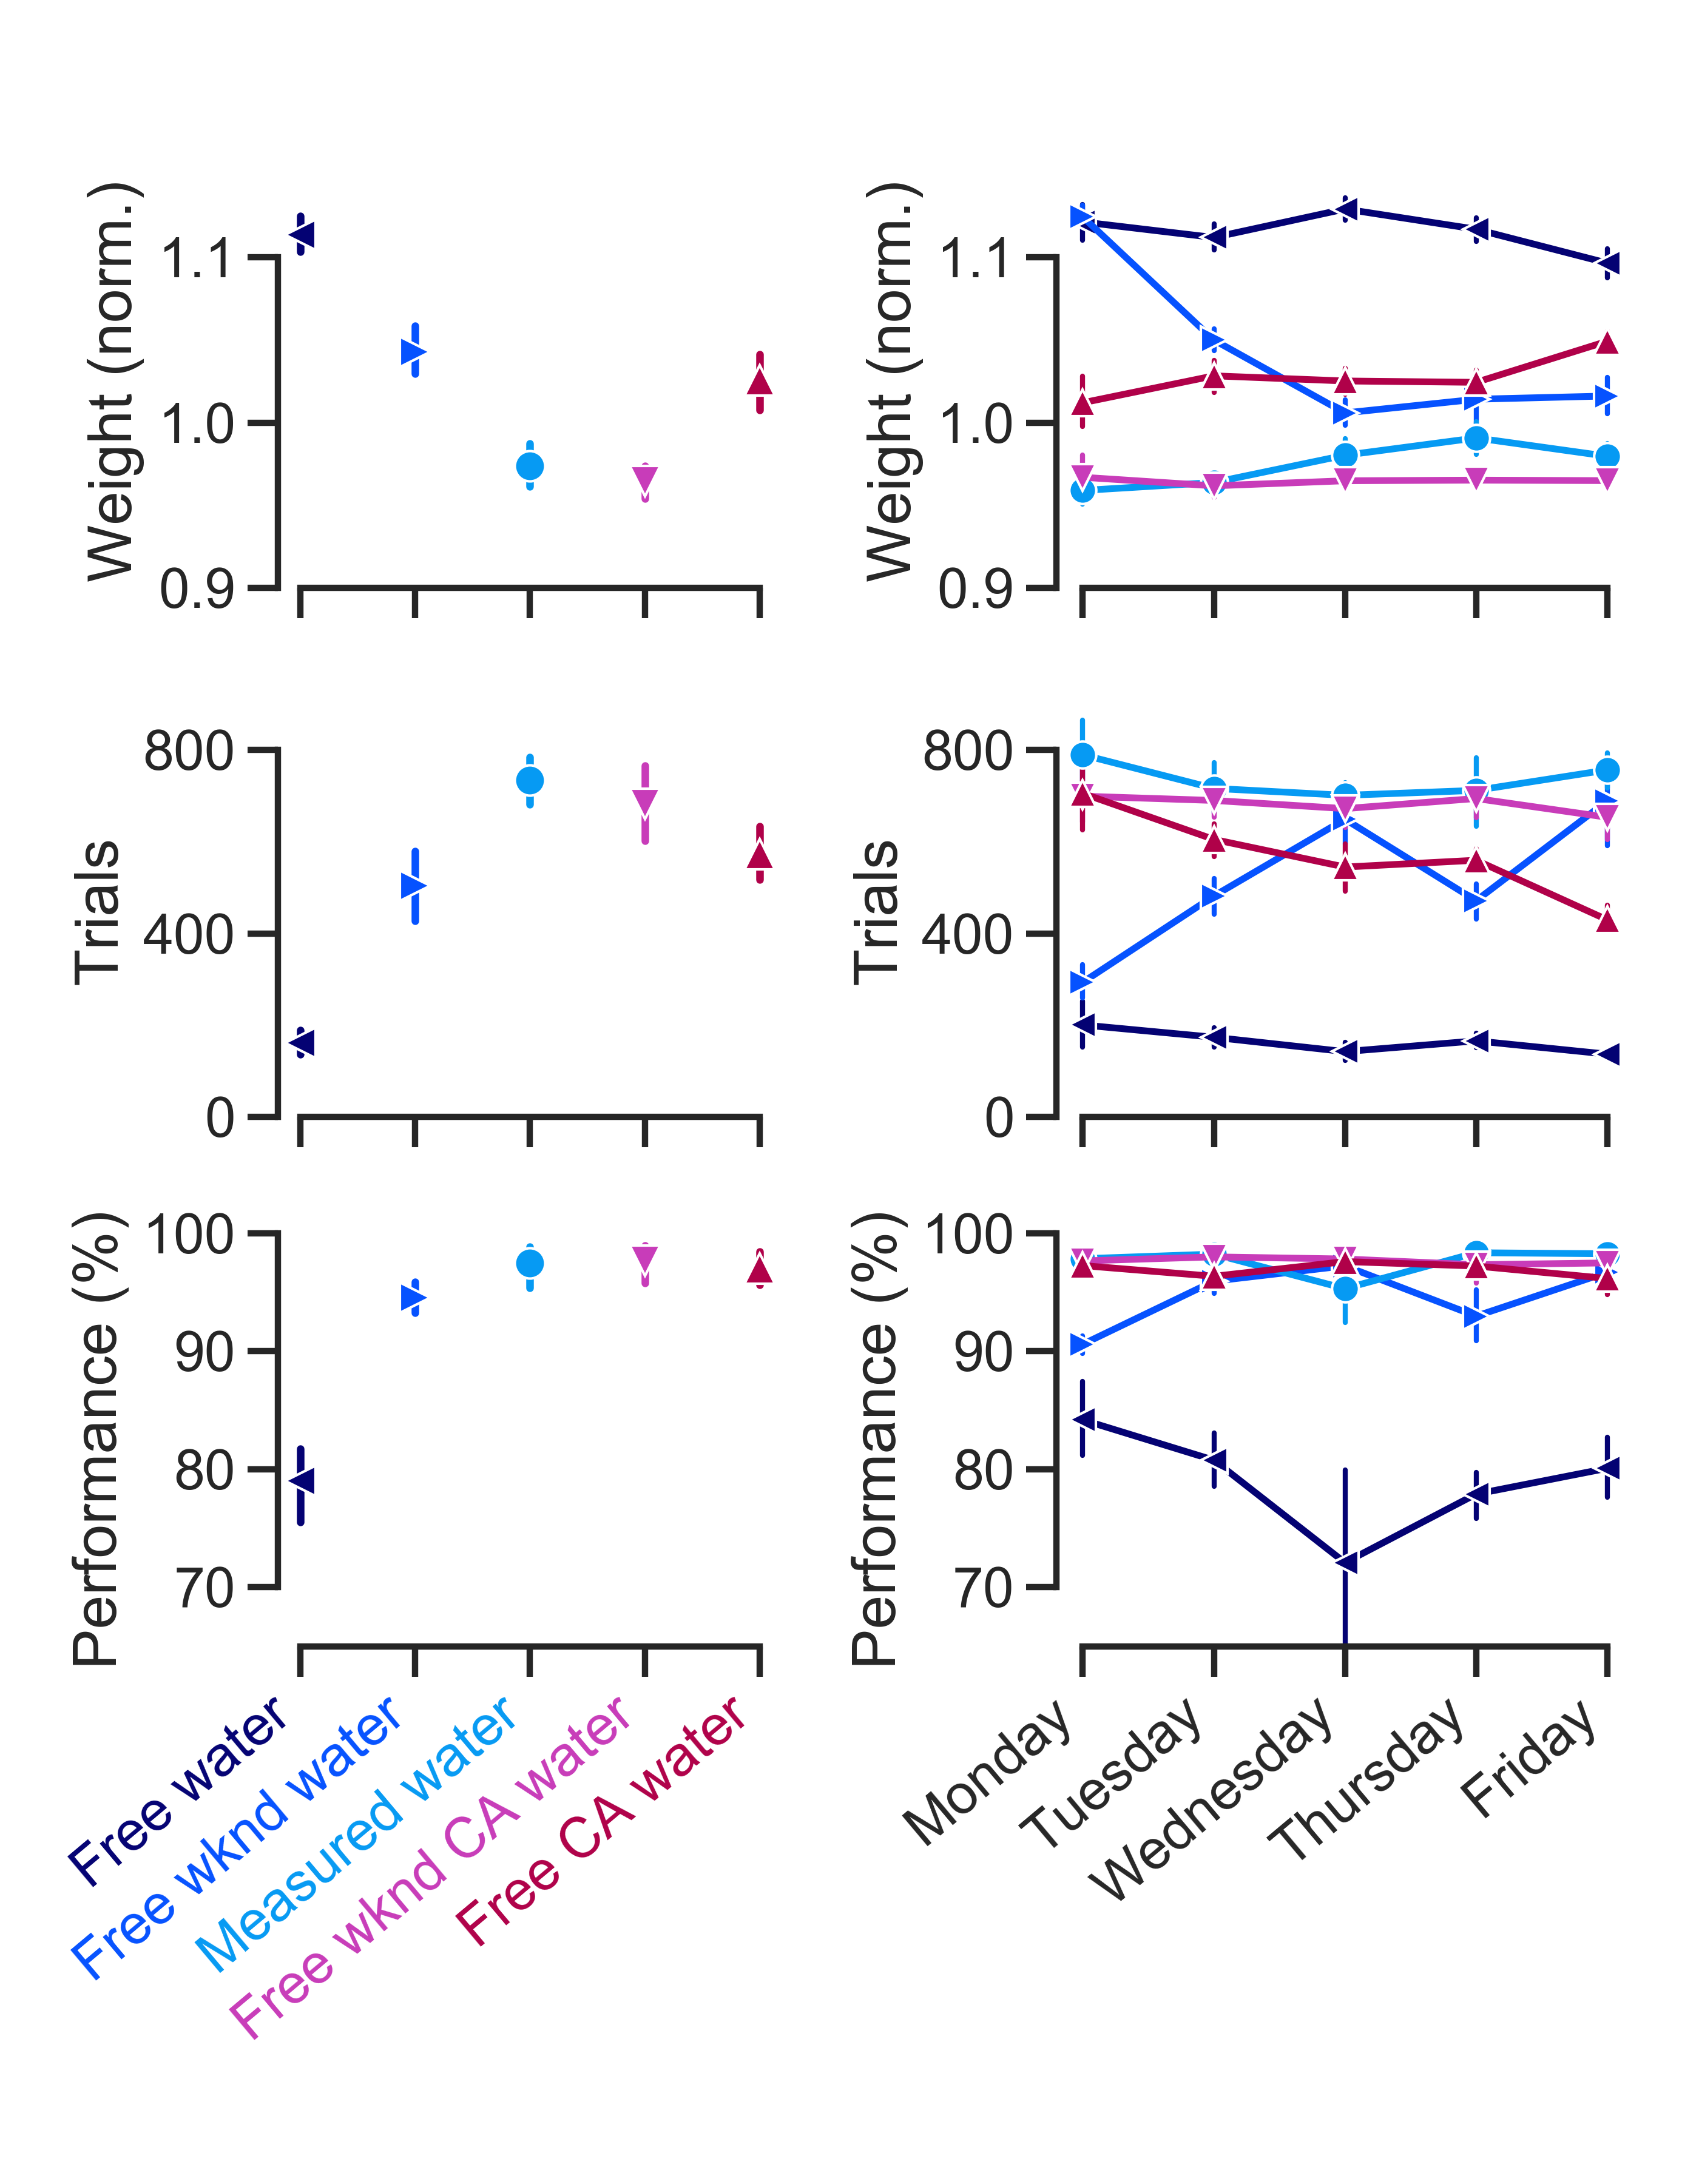 Weight (norm.)
1.1
1.0
0.9
Weight (norm.)
1.1
1.0
0.9
Trials
800
400
0
Trials
800
400
0
Performance (%)
100
90
80
70
Performance (%)
100
90
80
70
Free water
Free wknd water
Measured water
Free wknd CA water
Free CA water
Monday
Tuesday
Wednesday
Thursday
Friday